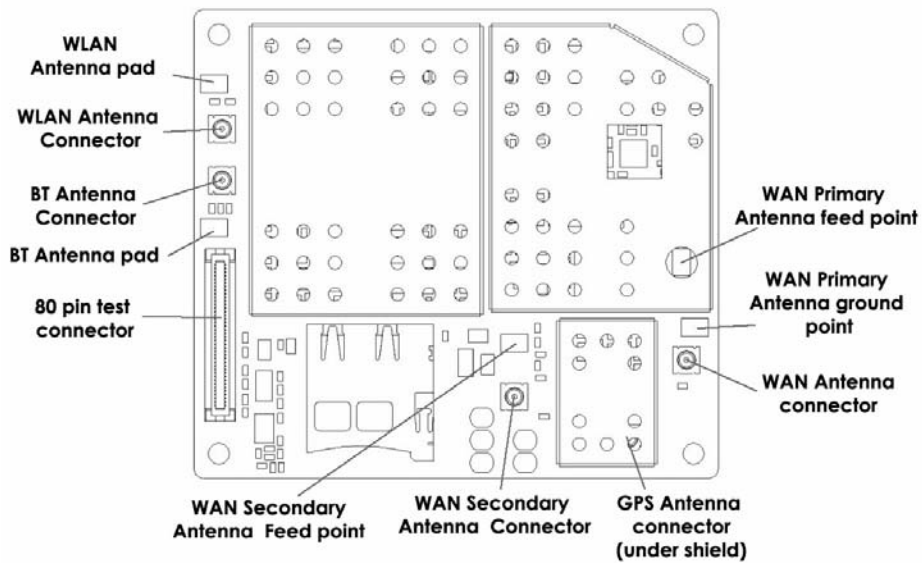 WLAN
Antenna pad
WLAN Antenna
Connector
BT Antenna
Connector
BT Antenna pad
80 pin test
connector
WAN Primary
Antenna feed point
WAN Primary
Antenna ground
point
WAN Antenna
connector
WAN Secondary
Antenna Feed point
WAN Secondary
Antenna Connector
GPS Antenna
connector
(under shield)